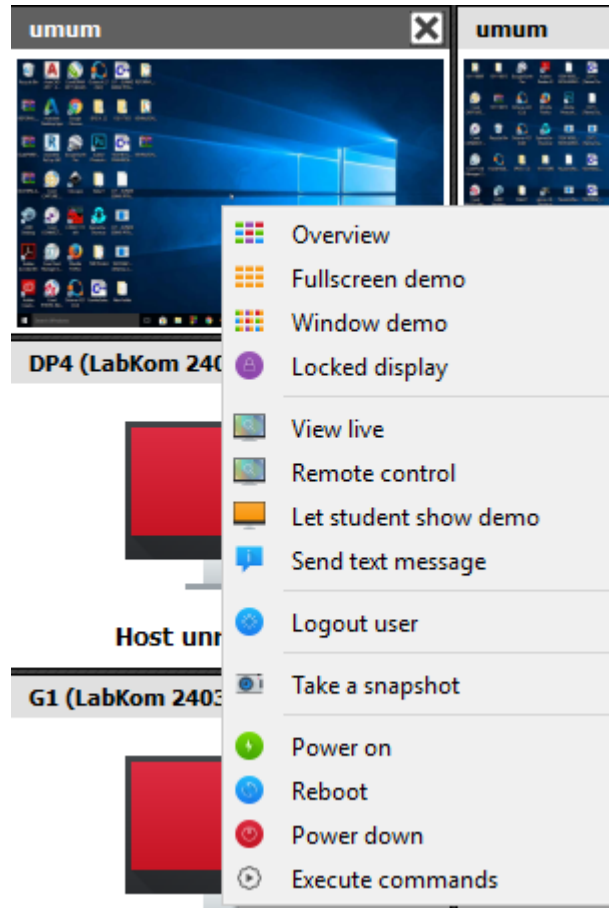 umum
umum
Overview
Fullscreen demo
Window demo
Locked display
DP4 (LabKom 240
View live
Remote control
Let student show demo
Send text message
Host unr
Logout user
G1 (LabKom 2403
Take a snapshot
Power on
Reboot
Power down
Execute commands